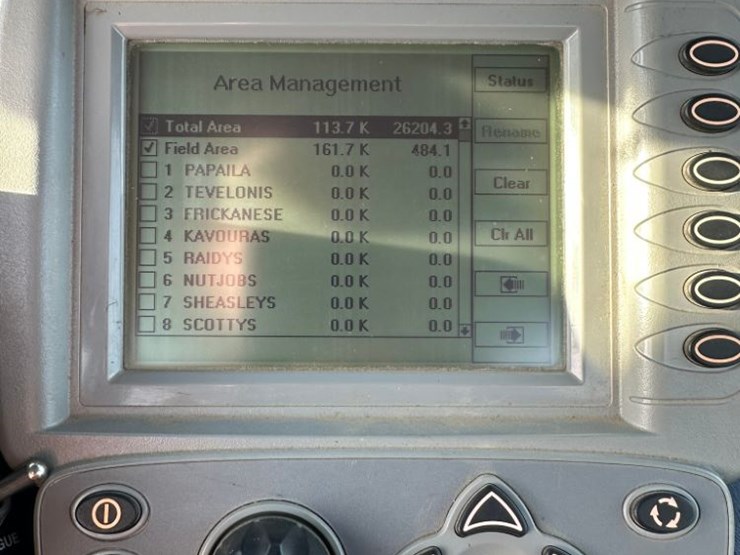 Area Management
Status
Total Area 113.7 K 26204.3
Rename
Field Area 161.7 K 484.1
1 PAPAILA 0.0 K 0.0
Clear
2 TEVELONIS 0.0 K 0.0
3 FRICKANESE 0.0 K 0.0
4 KAVOURAS 0.0 K 0.0
Clr All
5 RAIDYS 0.0 K 0.0
6 NUTJOBS 0.0 K 0.0
7 SHEASLEYS 0.0 K 0.0
8 SCOTTYS 0.0 K 0.0